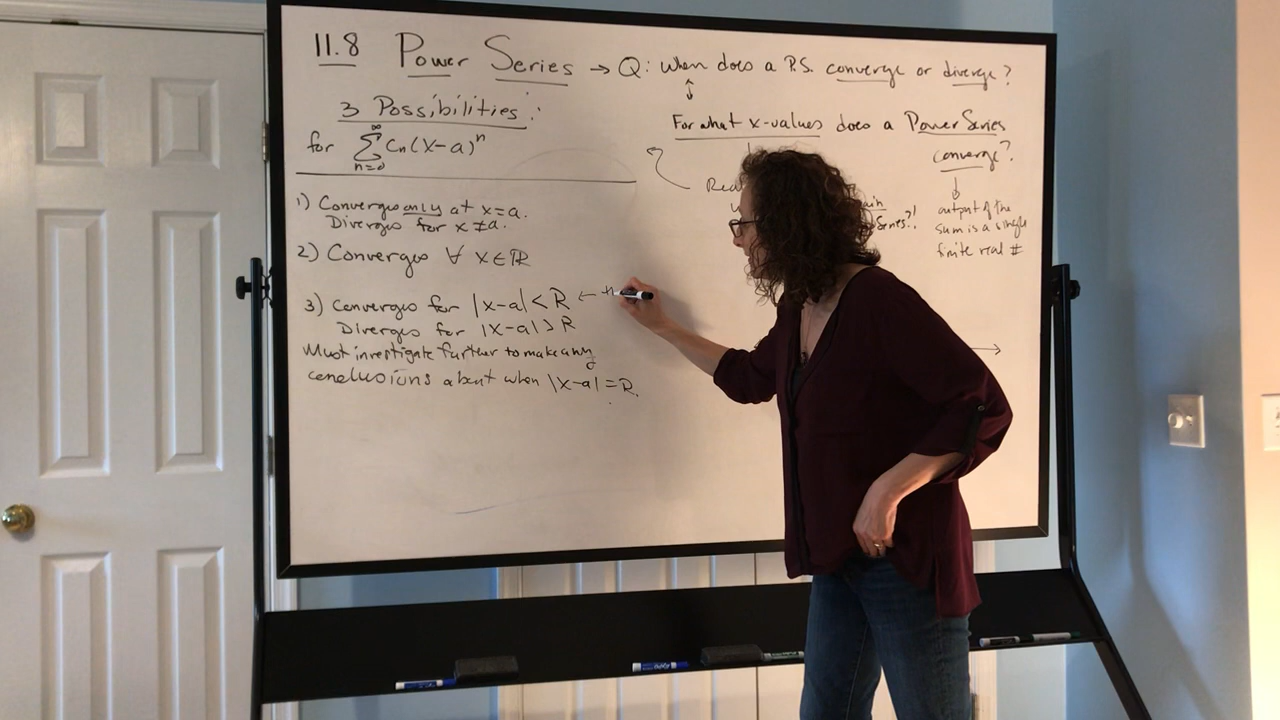 11.8 Power Series → Q: When does a P.S. converge or diverge?
3 Possibilities:
for ∑_{n=0}^{∞} Cn(x-a)^n
1) Converges only at x=a.
Diverges for x≠a.
2) Converges ∀ x∈ℝ
3) Converges for |x-a|<R ←
Diverges for |x-a|>R
Must investigate further to make any
conclusions about when |x-a|=R.
↕
For what x-values does a Power Series
converge?
↓
output of the
sum is a single
finite real #